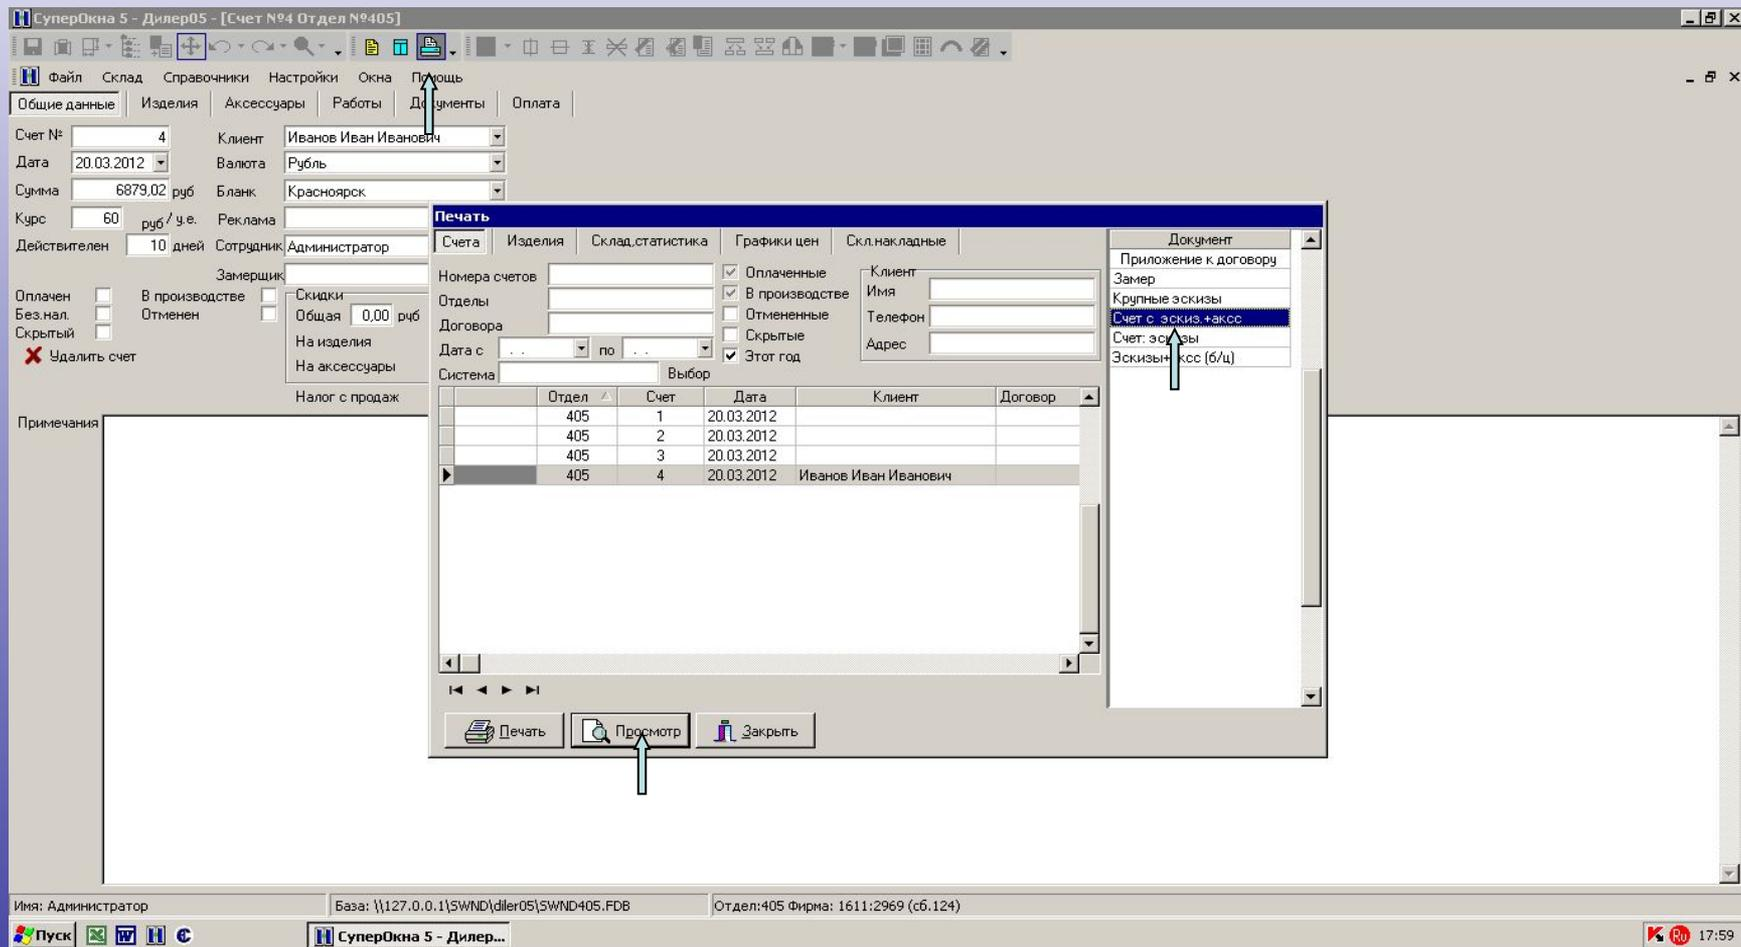 СуперОкна 5 - Дилер05 - [Счет №4 Отдел №405]
Файл Склад Справочники Настройки Окна Помощь
Общие данные Изделия Аксессуары Работы Документы Оплата
Счет № 4 Клиент Иванов Иван Иванович
Дата 20.03.2012 Валюта Рубль
Сумма 6879,02 руб Бланк Красноярск
Курс 60 руб / у.е. Реклама
Действителен 10 дней Сотрудник Администратор
Замерщик
Оплачен В производстве
Без.нал. Отменен
Скрытый
Удалить счет
Скидки
Общая 0,00 руб
На изделия
На аксессуары
Налог с продаж
Примечания
Печать
Счета Изделия Склад,статистика Графики цен Скл.накладные
Номера счетов
Отделы
Договора
Дата с . . по . .
Система Выбор
Оплаченные
В производстве
Отмененные
Скрытые
Этот год
Клиент
Имя
Телефон
Адрес
Отдел Счет Дата Клиент Договор
405 1 20.03.2012
405 2 20.03.2012
405 3 20.03.2012
405 4 20.03.2012 Иванов Иван Иванович
Документ
Приложение к договору
Замер
Крупные эскизы
Счет с эскиз.+аксс
Счет: эскизы
Эскизы+аксс (б/ц)
Печать Просмотр Закрыть
Имя: Администратор База: \\127.0.0.1\SWND\diler05\SWND405.FDB Отдел:405 Фирма: 1611:2969 (сб.124)
Пуск СуперОкна 5 - Дилер... Ru 17:59